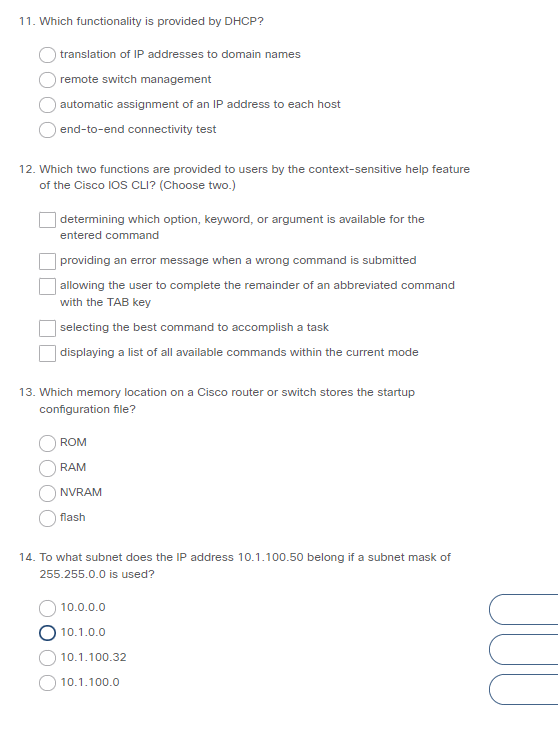 11. Which functionality is provided by DHCP?
translation of IP addresses to domain names
remote switch management
automatic assignment of an IP address to each host
end-to-end connectivity test
12. Which two functions are provided to users by the context-sensitive help feature
of the Cisco IOS CLI? (Choose two.)
determining which option, keyword, or argument is available for the
entered command
providing an error message when a wrong command is submitted
allowing the user to complete the remainder of an abbreviated command
with the TAB key
selecting the best command to accomplish a task
displaying a list of all available commands within the current mode
13. Which memory location on a Cisco router or switch stores the startup
configuration file?
ROM
RAM
NVRAM
flash
14. To what subnet does the IP address 10.1.100.50 belong if a subnet mask of
255.255.0.0 is used?
10.0.0.0
10.1.0.0
10.1.100.32
10.1.100.0